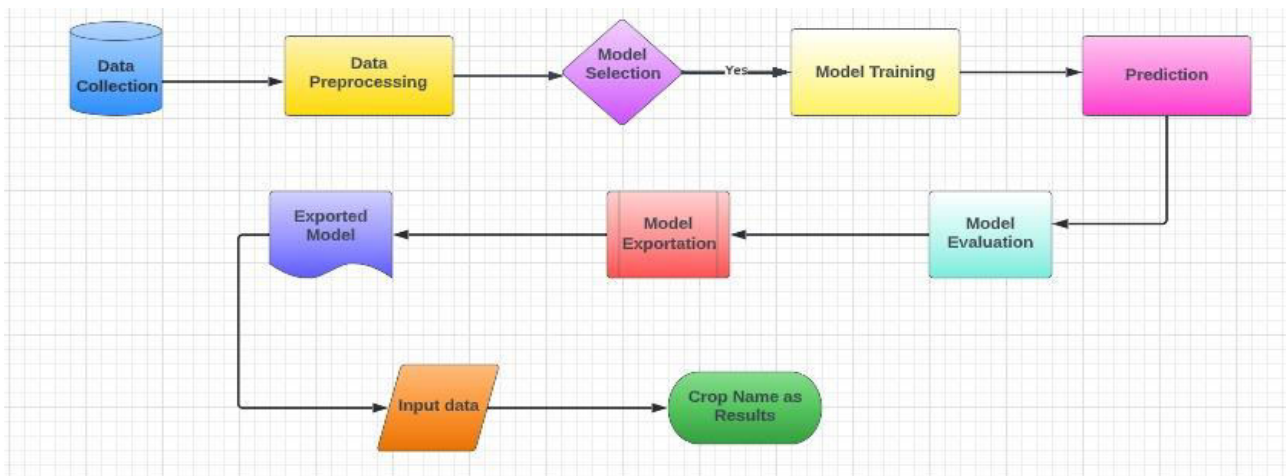 Data
Collection
Data
Preprocessing
Model
Selection
Yes
Model Training
Prediction
Exported
Model
Model
Exportation
Model
Evaluation
Input data
Crop Name as
Results